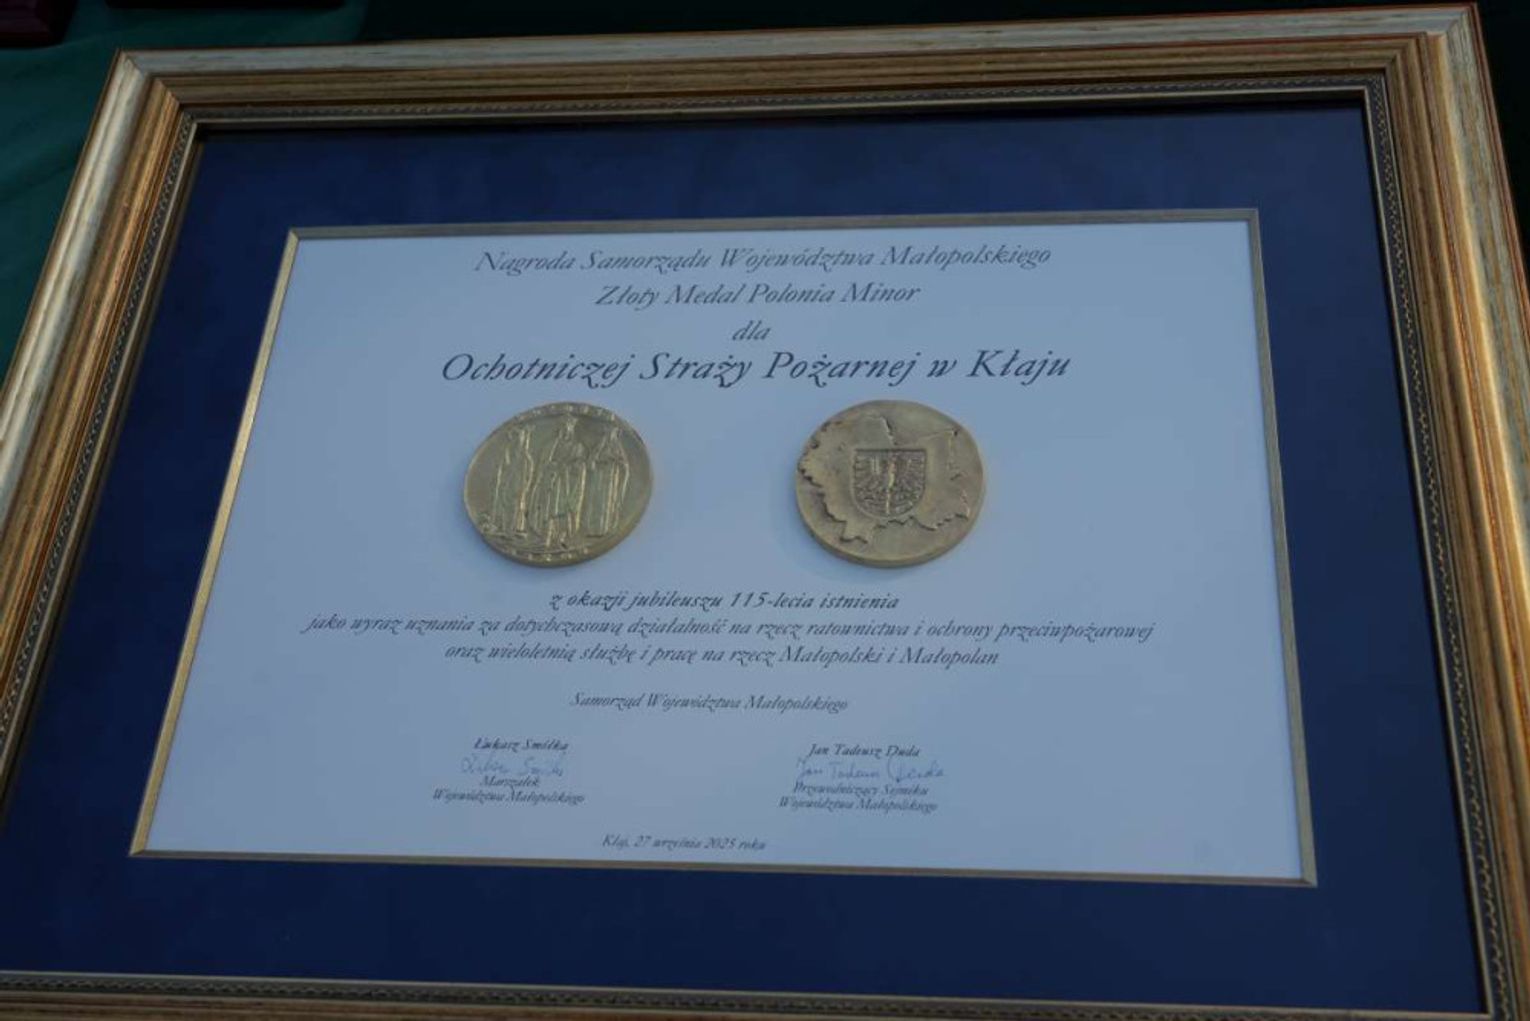 Nagroda Samorządu Województwa Małopolskiego
Złoty Medal Polonia Minor
dla
Ochotniczej Straży Pożarnej w Kłaju
z okazji jubileuszu 115-lecia istnienia
jako wyraz uznania za dotychczasową działalność na rzecz ratownictwa i ochrony przeciwpożarowej
oraz wieloletnią służbę i pracę na rzecz Małopolski i Małopolan
Samorząd Województwa Małopolskiego
Łukasz Smółka
Marszałek
Województwa Małopolskiego
Jan Tadeusz Duda
Jan Tadeusz Duda
Przewodniczący Sejmiku
Województwa Małopolskiego
Kłaj, 27 września 2025 roku